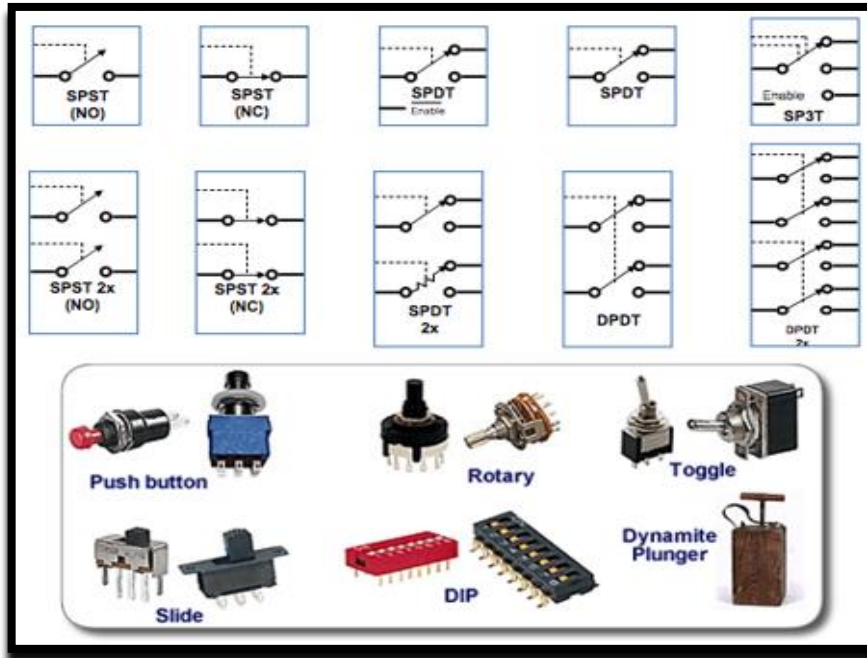 SPST
(NO)
SPST
(NC)
SPDT
Enable
SPDT
Enable
SP3T
SPST 2x
(NO)
SPST 2x
(NC)
SPDT
2x
DPDT
DPDT
2x
Push button
Rotary
Toggle
Slide
DIP
Dynamite
Plunger